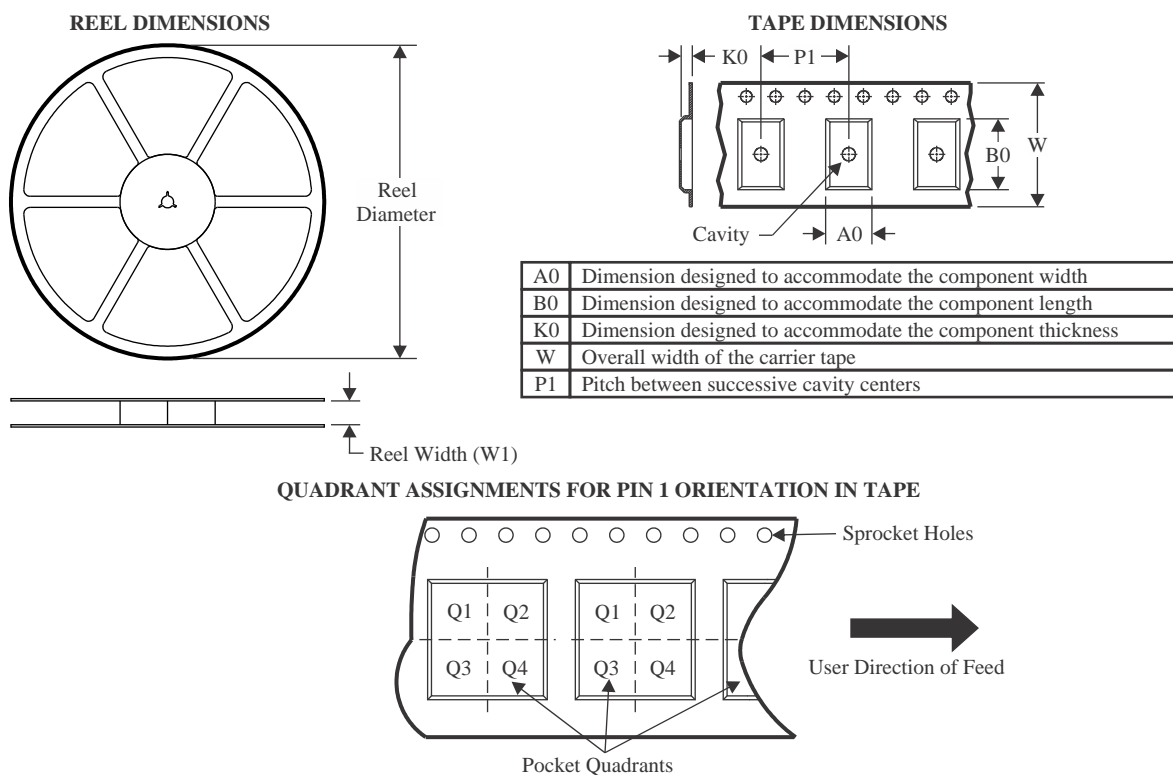 REEL DIMENSIONS
Reel
Diameter
Reel Width (W1)
TAPE DIMENSIONS
K0
P1
B0
W
Cavity
A0
A0 Dimension designed to accommodate the component width
B0 Dimension designed to accommodate the component length
K0 Dimension designed to accommodate the component thickness
W Overall width of the carrier tape
P1 Pitch between successive cavity centers
QUADRANT ASSIGNMENTS FOR PIN 1 ORIENTATION IN TAPE
Sprocket Holes
Q1 Q2 Q1 Q2
Q3 Q4 Q3 Q4
User Direction of Feed
Pocket Quadrants